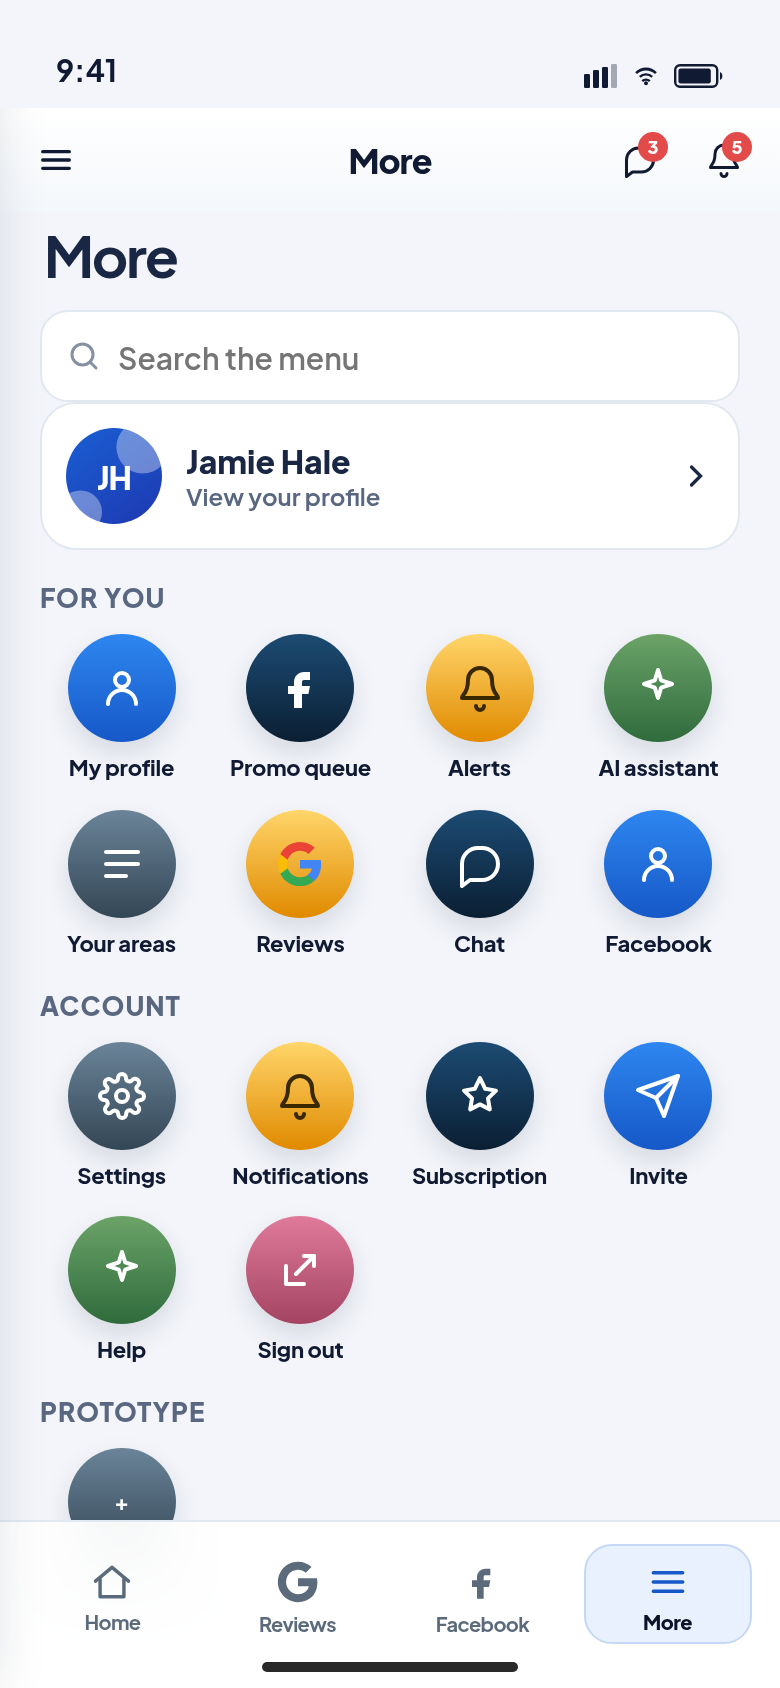 9:41
More
3
5
More
Search the menu
JH
Jamie Hale
View your profile
FOR YOU
My profile
Promo queue
Alerts
AI assistant
Your areas
Reviews
Chat
Facebook
ACCOUNT
Settings
Notifications
Subscription
Invite
Help
Sign out
PROTOTYPE
+
Home
Reviews
Facebook
More